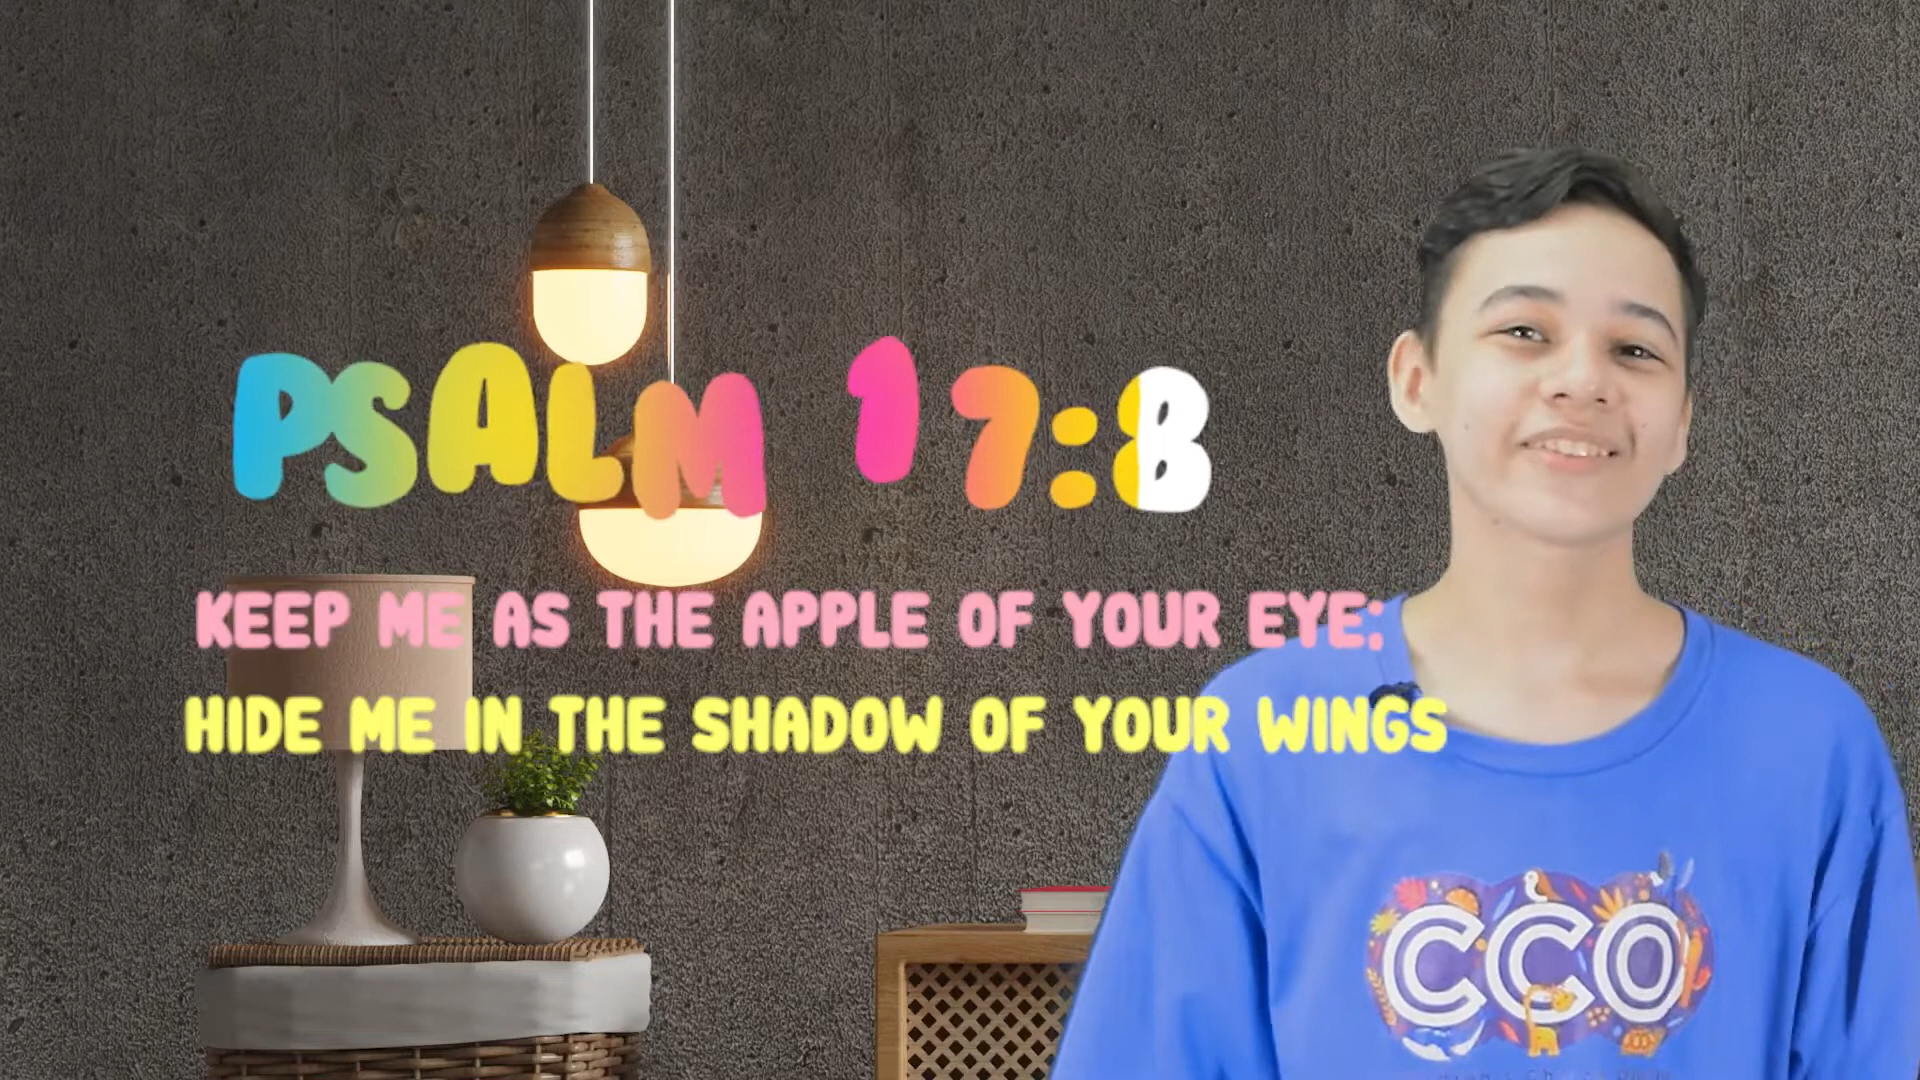 PSALM 17:8
KEEP ME AS THE APPLE OF YOUR EYE;
HIDE ME IN THE SHADOW OF YOUR WINGS
CCO